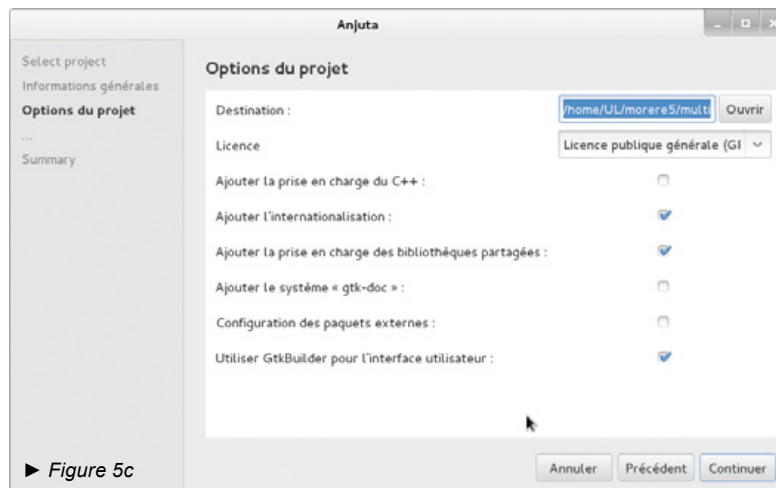 Anjuta
Select project
Informations générales
Options du projet
...
Summary
Options du projet
Destination :
/home/UL/morere5/multi
Ouvrir
Licence
Licence publique générale (GP
Ajouter la prise en charge du C++ :
Ajouter l'internationalisation :
Ajouter la prise en charge des bibliothèques partagées :
Ajouter le système « gtk-doc » :
Configuration des paquets externes :
Utiliser GtkBuilder pour l'interface utilisateur :
► Figure 5c
Annuler
Précédent
Continuer